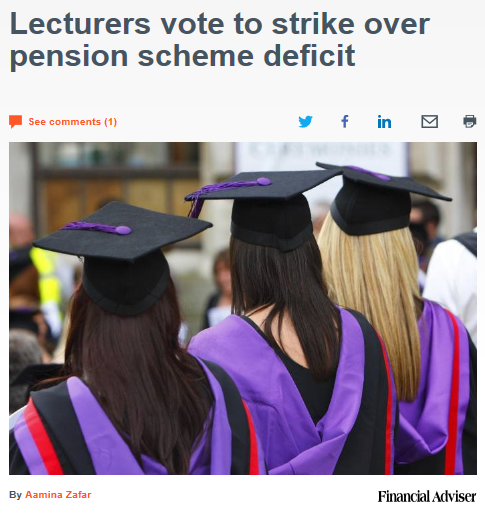 Lecturers vote to strike over
pension scheme deficit
See comments (1)
By Aamina Zafar
Financial Adviser